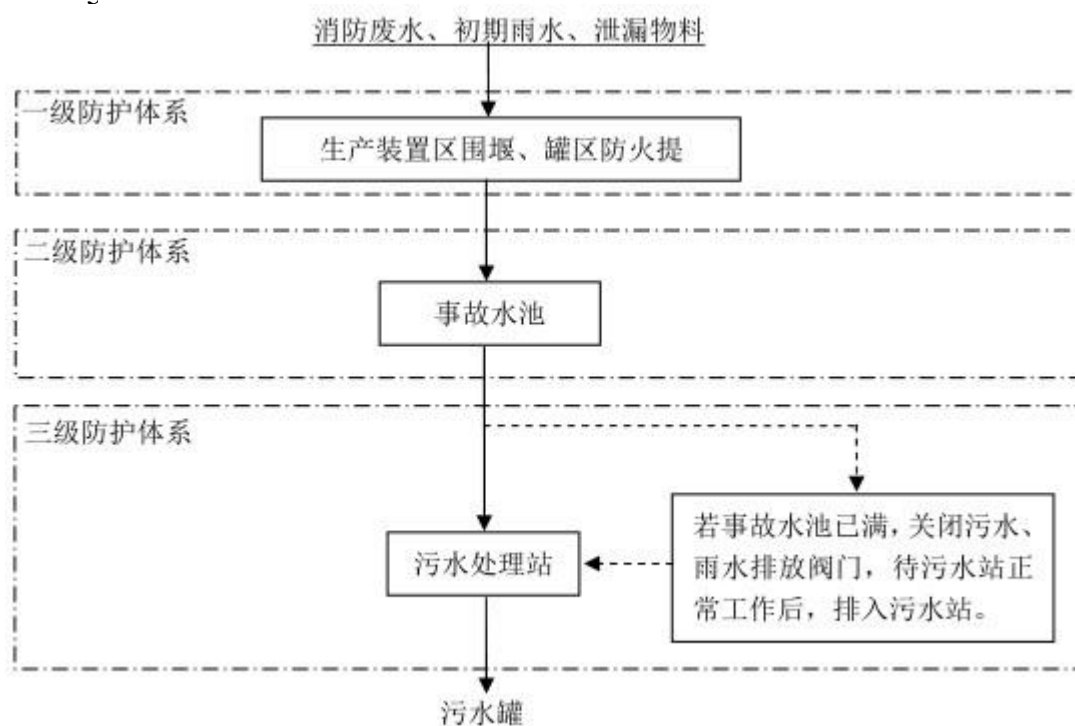 消防废水、初期雨水、泄漏物料
一级防护体系
生产装置区围堰、罐区防火提
二级防护体系
事故水池
三级防护体系
若事故水池已满，关闭污水、
雨水排放阀门，待污水站正
常工作后，排入污水站。
污水处理站
污水罐